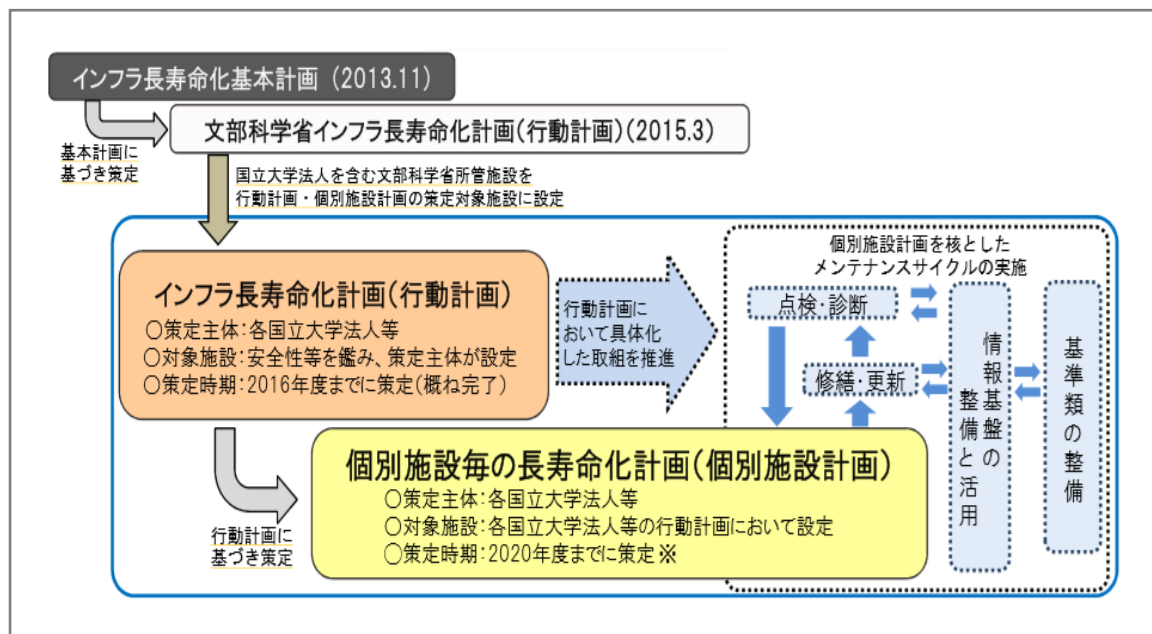 インフラ長寿命化基本計画（2013.11）
基本計画に
基づき策定
文部科学省インフラ長寿命化計画(行動計画)(2015.3)
国立大学法人を含む文部科学省所管施設を
行動計画・個別施設計画の策定対象施設に設定
インフラ長寿命化計画(行動計画)
○策定主体:各国立大学法人等
○対象施設:安全性等を鑑み、策定主体が設定
○策定時期:2016年度までに策定(概ね完了)
行動計画に
おいて具体化
した取組を推進
個別施設計画を核とした
メンテナンスサイクルの実施
点検・診断
修繕・更新
情報基盤の
整備と活用
基準類の整備
行動計画に
基づき策定
個別施設毎の長寿命化計画(個別施設計画)
○策定主体:各国立大学法人等
○対象施設:各国立大学法人等の行動計画において設定
○策定時期:2020年度までに策定※